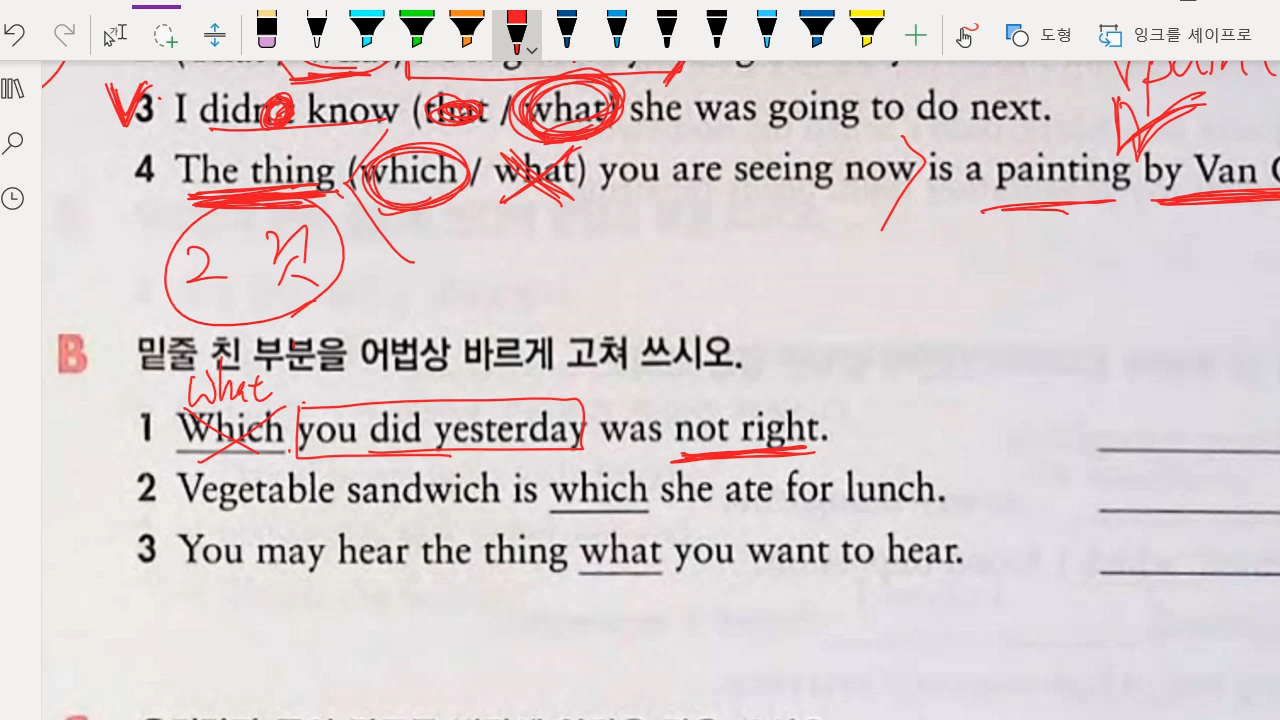 도형
잉크를 셰이프로
3 I didn know (that / what) she was going to do next.
4 The thing (which / what) you are seeing now is a painting by Van
그 것
B 밑줄 친 부분을 어법상 바르게 고쳐 쓰시오.
What
1 Which you did yesterday was not right.
2 Vegetable sandwich is which she ate for lunch.
3 You may hear the thing what you want to hear.